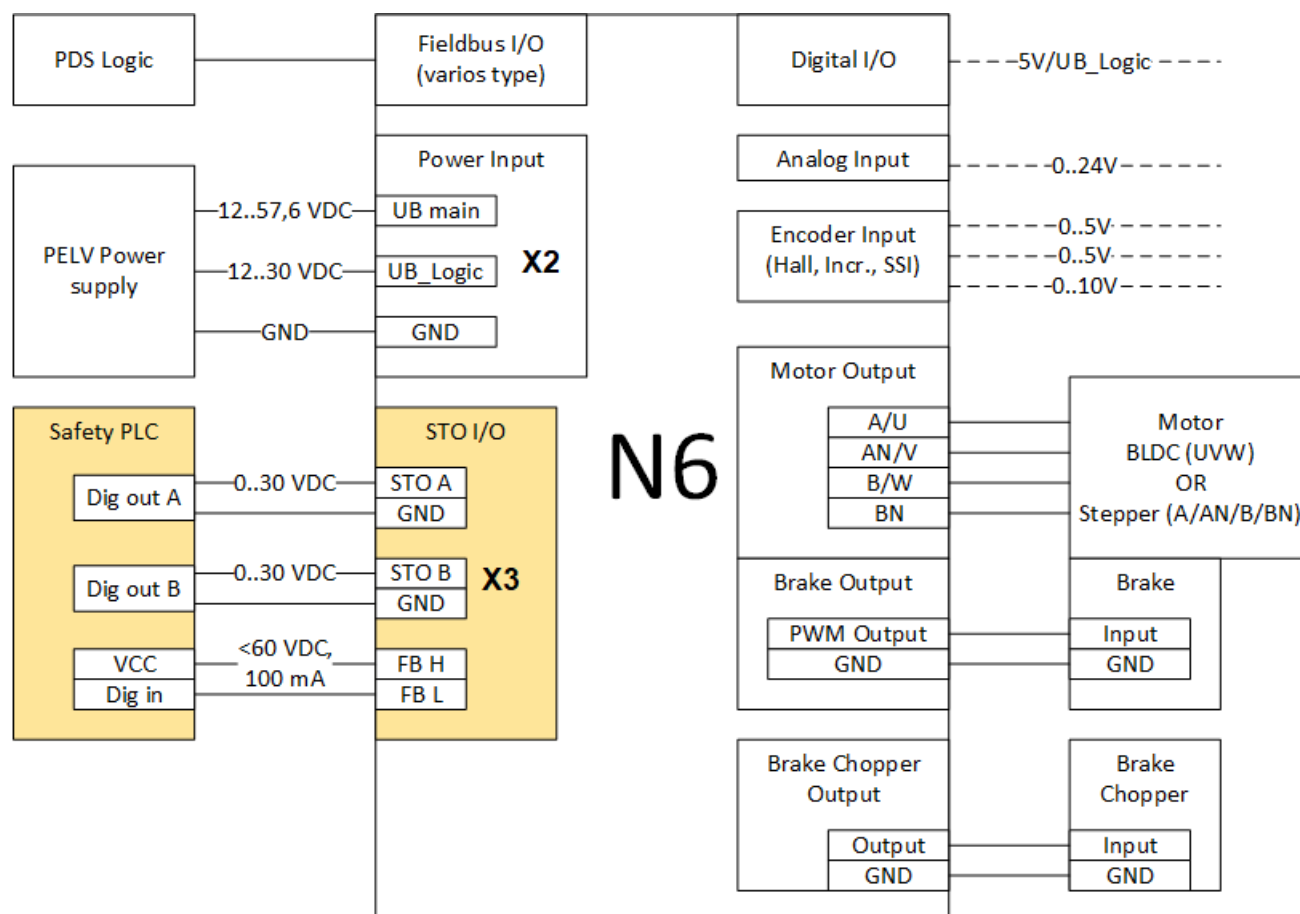 PDS Logic
Fieldbus I/O
(varios type)
Digital I/O
5V/UB_Logic
Power Input
Analog Input
0..24V
PELV Power
supply
12..57,6 VDC
UB main
12..30 VDC
UB_Logic
X2
GND
GND
Encoder Input
(Hall, Incr., SSI)
0..5V
0..5V
0..10V
Safety PLC
STO I/O
Dig out A
0..30 VDC
STO A
GND
Dig out B
0..30 VDC
STO B
GND
X3
VCC
Dig in
<60 VDC,
100 mA
FB H
FB L
N6
Motor Output
A/U
AN/V
B/W
BN
Motor
BLDC (UVW)
OR
Stepper (A/AN/B/BN)
Brake Output
PWM Output
GND
Brake
Input
GND
Brake Chopper
Output
Output
GND
Brake
Chopper
Input
GND